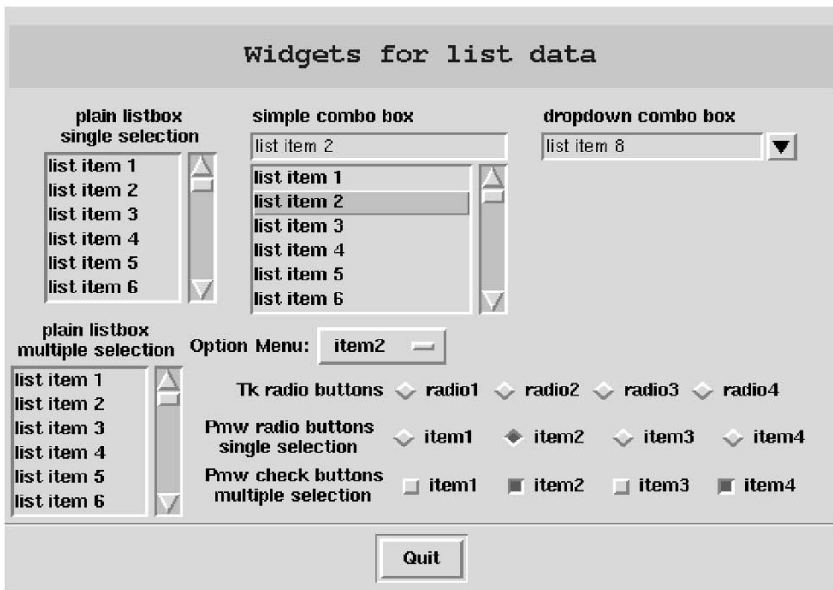 Widgets for list data
plain listbox
single selection
list item 1
list item 2
list item 3
list item 4
list item 5
list item 6
simple combo box
list item 2
list item 1
list item 2
list item 3
list item 4
list item 5
list item 6
dropdown combo box
list item 8
plain listbox
multiple selection
list item 1
list item 2
list item 3
list item 4
list item 5
list item 6
Option Menu: item2
Tk radio buttons radio1 radio2 radio3 radio4
Pmw radio buttons
single selection
item1 item2 item3 item4
Pmw check buttons
multiple selection
item1 item2 item3 item4
Quit